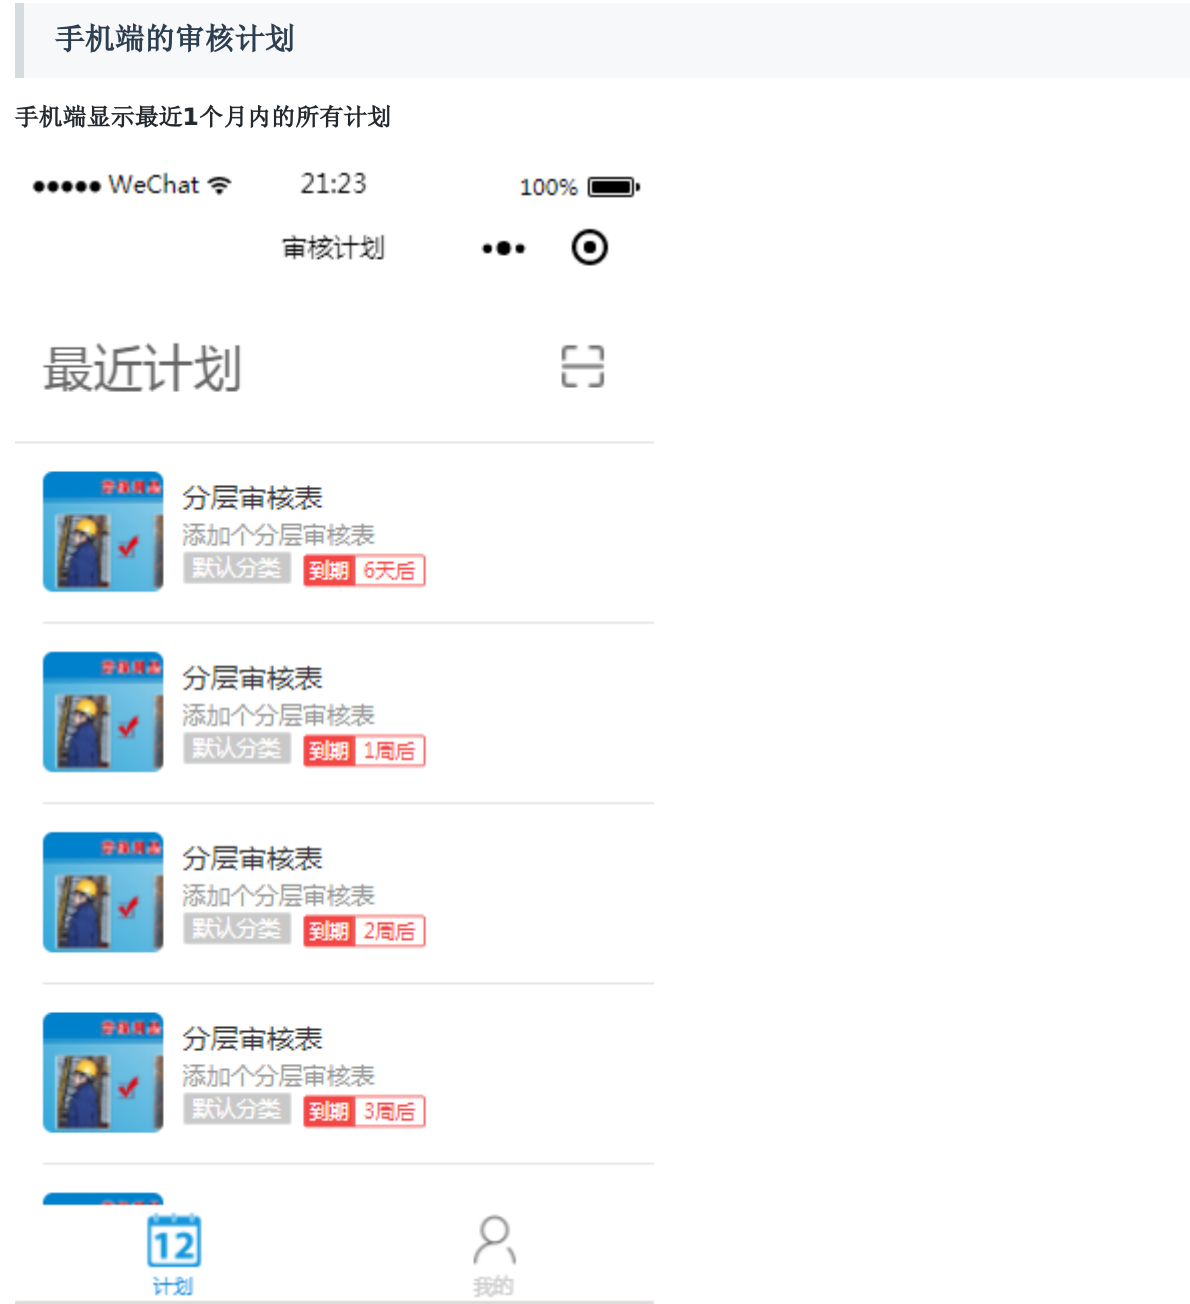 手机端的审核计划
手机端显示最近1个月内的所有计划
WeChat 21:23 100%
审核计划
最近计划
分层审核表
添加个分层审核表
默认分类 到期 6天后
分层审核表
添加个分层审核表
默认分类 到期 1周后
分层审核表
添加个分层审核表
默认分类 到期 2周后
分层审核表
添加个分层审核表
默认分类 到期 3周后
12
计划 我的